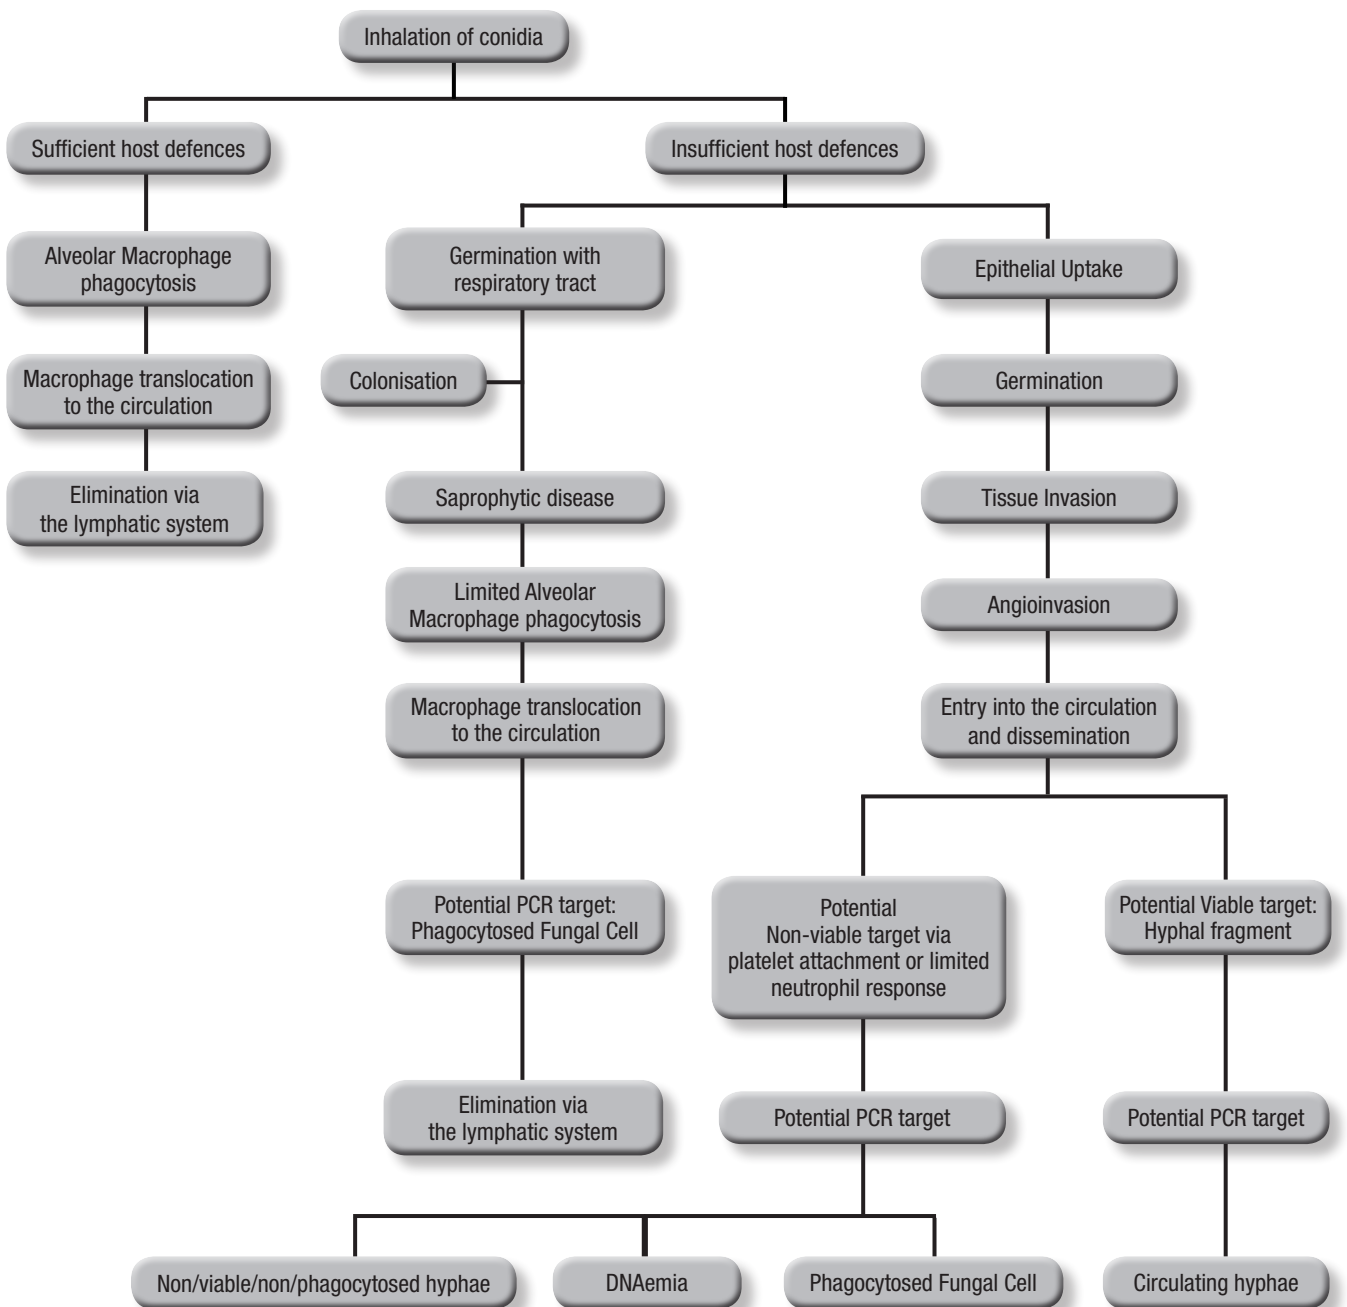 Inhalation of conidia
Sufficient host defences
Insufficient host defences
Alveolar Macrophage
phagocytosis
Germination with
respiratory tract
Epithelial Uptake
Macrophage translocation
to the circulation
Colonisation
Germination
Elimination via
the lymphatic system
Saprophytic disease
Tissue Invasion
Limited Alveolar
Macrophage phagocytosis
Angioinvasion
Macrophage translocation
to the circulation
Entry into the circulation
and dissemination
Potential PCR target:
Phagocytosed Fungal Cell
Potential
Non-viable target via
platelet attachment or limited
neutrophil response
Potential Viable target:
Hyphal fragment
Elimination via
the lymphatic system
Potential PCR target
Potential PCR target
Non/viable/non/phagocytosed hyphae
DNAemia
Phagocytosed Fungal Cell
Circulating hyphae